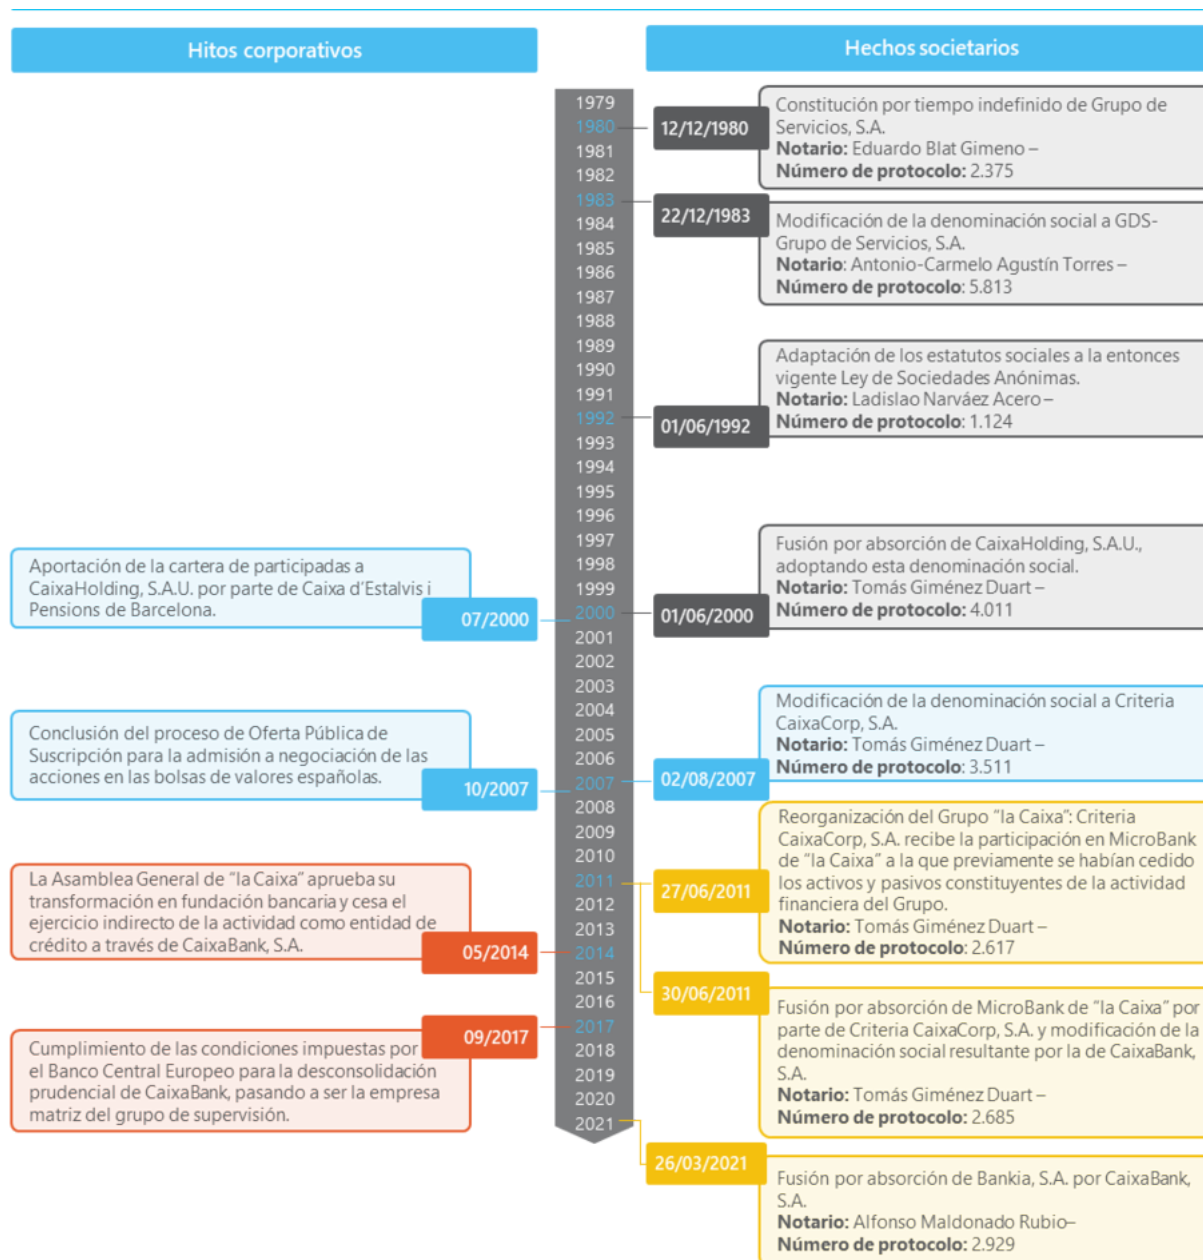 Hitos corporativos
Hechos societarios
1979
1980
1981
1982
1983
1984
1985
1986
1987
1988
1989
1990
1991
1992
1993
1994
1995
1996
1997
1998
1999
2000
2001
2002
2003
2004
2005
2006
2007
2008
2009
2010
2011
2012
2013
2014
2015
2016
2017
2018
2019
2020
2021
Aportación de la cartera de participadas a
CaixaHolding, S.A.U. por parte de Caixa d'Estalvis i
Pensions de Barcelona.
07/2000
Conclusión del proceso de Oferta Pública de
Suscripción para la admisión a negociación de las
acciones en las bolsas de valores españolas.
10/2007
La Asamblea General de "la Caixa" aprueba su
transformación en fundación bancaria y cesa el
ejercicio indirecto de la actividad como entidad de
crédito a través de CaixaBank, S.A.
05/2014
09/2017
Cumplimiento de las condiciones impuestas por
el Banco Central Europeo para la desconsolidación
prudencial de CaixaBank, pasando a ser la empresa
matriz del grupo de supervisión.
12/12/1980
Constitución por tiempo indefinido de Grupo de
Servicios, S.A.
Notario: Eduardo Blat Gimeno –
Número de protocolo: 2.375
22/12/1983
Modificación de la denominación social a GDS-
Grupo de Servicios, S.A.
Notario: Antonio-Carmelo Agustín Torres –
Número de protocolo: 5.813
Adaptación de los estatutos sociales a la entonces
vigente Ley de Sociedades Anónimas.
Notario: Ladislao Narváez Acero –
Número de protocolo: 1.124
01/06/1992
Fusión por absorción de CaixaHolding, S.A.U.,
adoptando esta denominación social.
Notario: Tomás Giménez Duart –
Número de protocolo: 4.011
01/06/2000
Modificación de la denominación social a Criteria
CaixaCorp, S.A.
Notario: Tomás Giménez Duart –
Número de protocolo: 3.511
02/08/2007
Reorganización del Grupo "la Caixa": Criteria
CaixaCorp, S.A. recibe la participación en MicroBank
de "la Caixa" a la que previamente se habían cedido
los activos y pasivos constituyentes de la actividad
financiera del Grupo.
Notario: Tomás Giménez Duart –
Número de protocolo: 2.617
27/06/2011
30/06/2011
Fusión por absorción de MicroBank de "la Caixa" por
parte de Criteria CaixaCorp, S.A. y modificación de la
denominación social resultante por la de CaixaBank,
S.A.
Notario: Tomás Giménez Duart –
Número de protocolo: 2.685
26/03/2021
Fusión por absorción de Bankia, S.A. por CaixaBank,
S.A.
Notario: Alfonso Maldonado Rubio–
Número de protocolo: 2.929